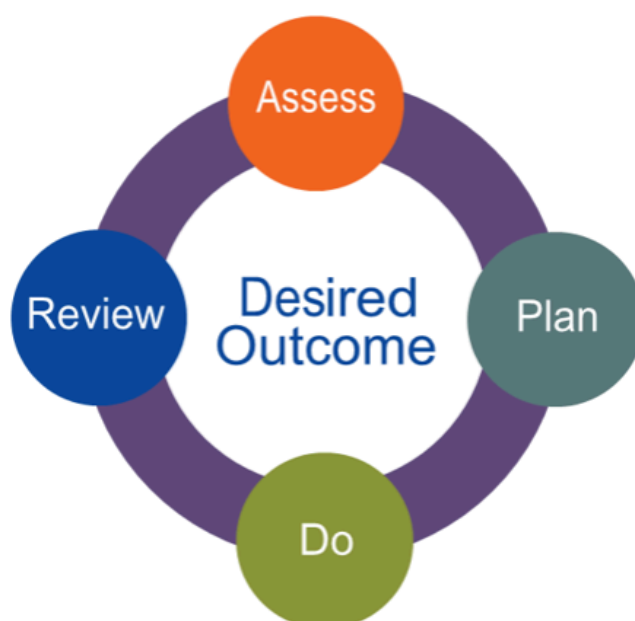 Assess
Review
Desired
Outcome
Plan
Do